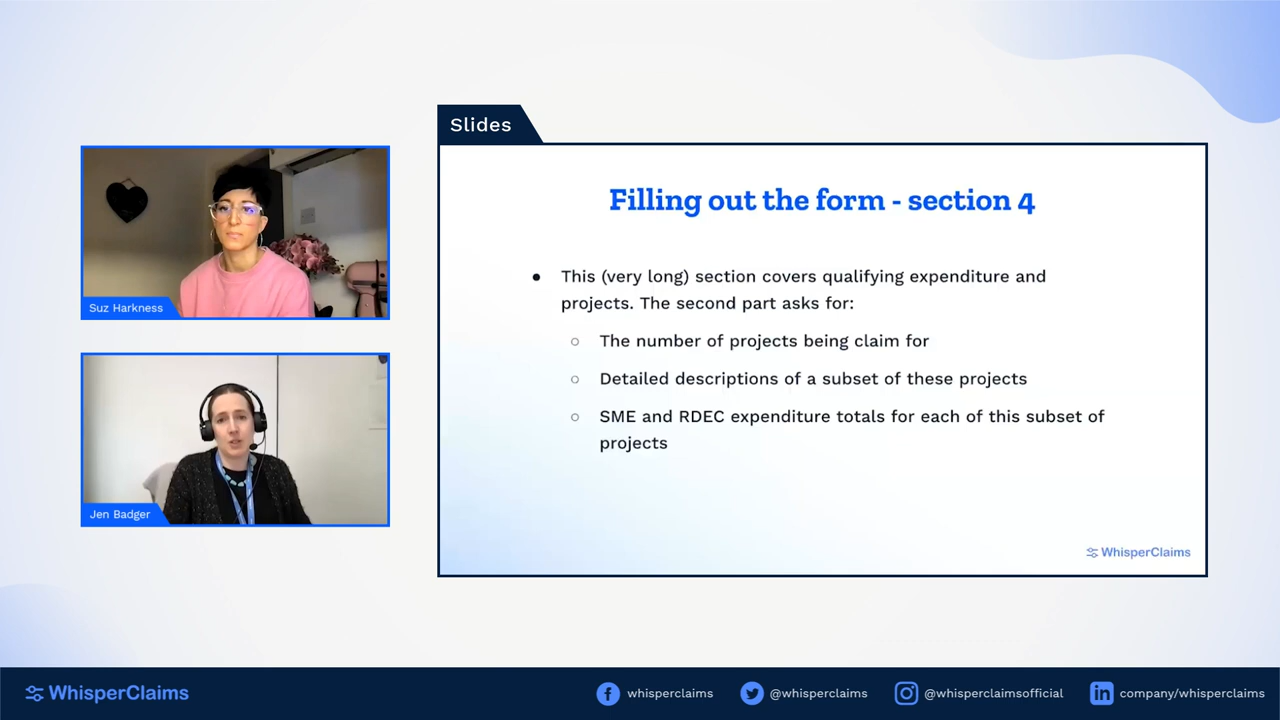 Slides
Filling out the form - section 4
● This (very long) section covers qualifying expenditure and
projects. The second part asks for:
○ The number of projects being claim for
○ Detailed descriptions of a subset of these projects
○ SME and RDEC expenditure totals for each of this subset of
projects
WhisperClaims
Suz Harkness
Jen Badger
WhisperClaims
whisperclaims
@whisperclaims
@whisperclaimsofficial
company/whisperclaims